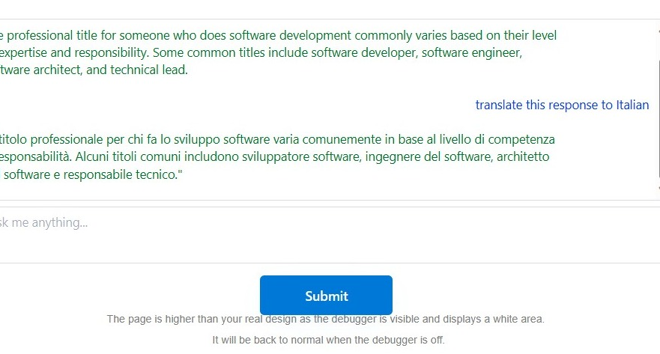 professional title for someone who does software development commonly varies based on their level
expertise and responsibility. Some common titles include software developer, software engineer,
architect, and technical lead.
translate this response to Italian
titolo professionale per chi fa lo sviluppo software varia comunemente in base al livello di competenza
responsabilità. Alcuni titoli comuni includono sviluppatore software, ingegnere del software, architetto
software e responsabile tecnico."
me anything...
Submit
The page is higher than your real design as the debugger is visible and displays a white area.
It will be back to normal when the debugger is off.